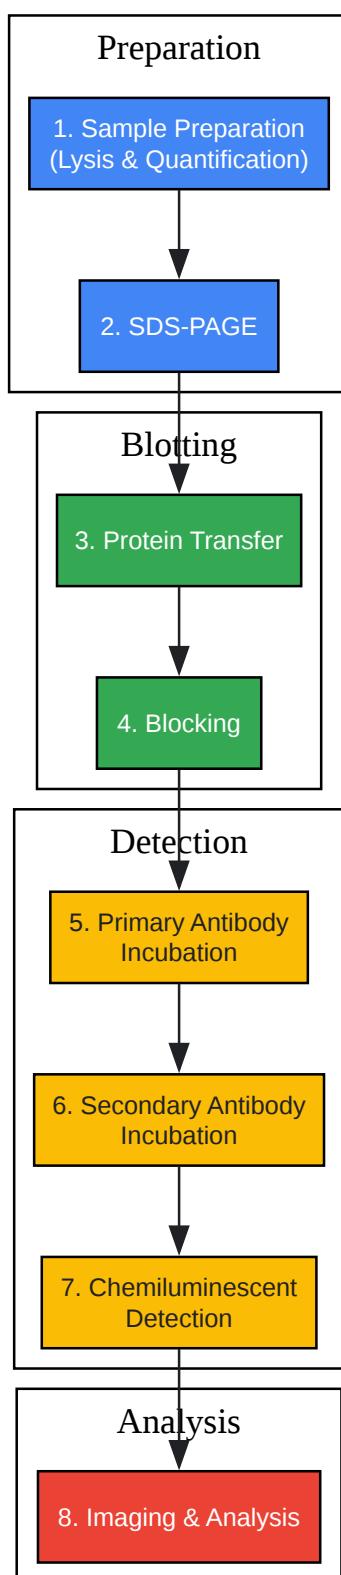 Preparation
1. Sample Preparation
(Lysis & Quantification)
2. SDS-PAGE
Blotting
3. Protein Transfer
4. Blocking
Detection
5. Primary Antibody
Incubation
6. Secondary Antibody
Incubation
7. Chemiluminescent
Detection
Analysis
8. Imaging & Analysis